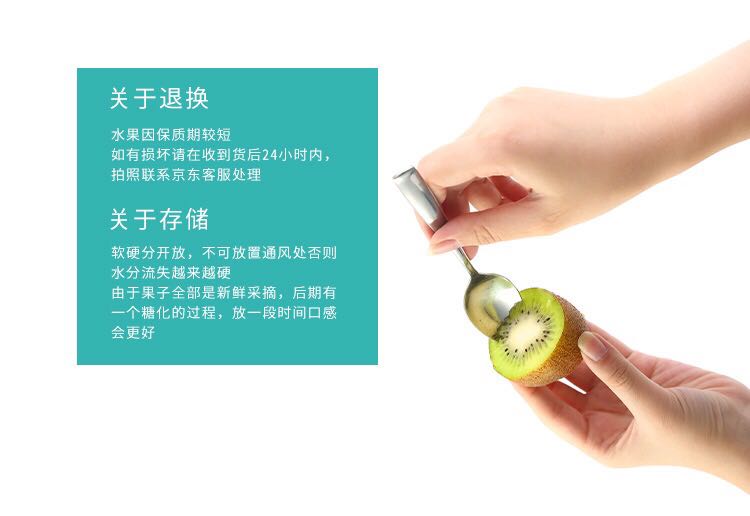 关于退换
水果因保质期较短
如有损坏请在收到货后24小时内，
拍照联系京东客服处理
关于存储
软硬分开放，不可放置通风处否则
水分流失越来越硬
由于果子全部是新鲜采摘，后期有
一个糖化的过程，放一段时间口感
会更好